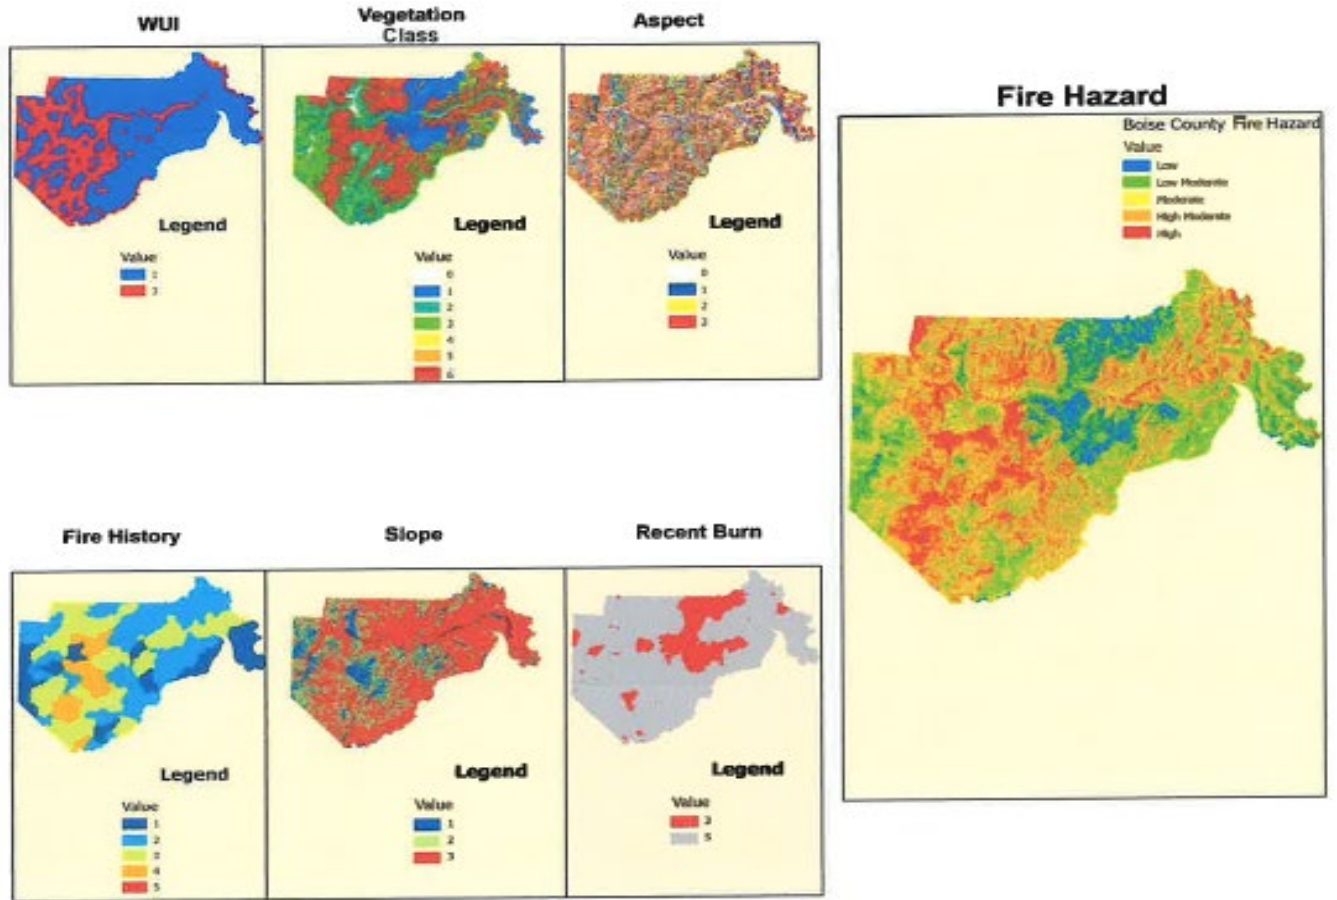 WUI
Vegetation
Class
Aspect
Legend
Value
1
3
Legend
Value
0
1
2
3
4
5
6
Legend
Value
0
1
2
3
Fire Hazard
Boise County Fire Hazard
Value
Low
Low Moderate
Moderate
High Moderate
High
Fire History
Slope
Recent Burn
Legend
Value
1
2
3
4
5
Legend
Value
1
2
3
Legend
Value
5